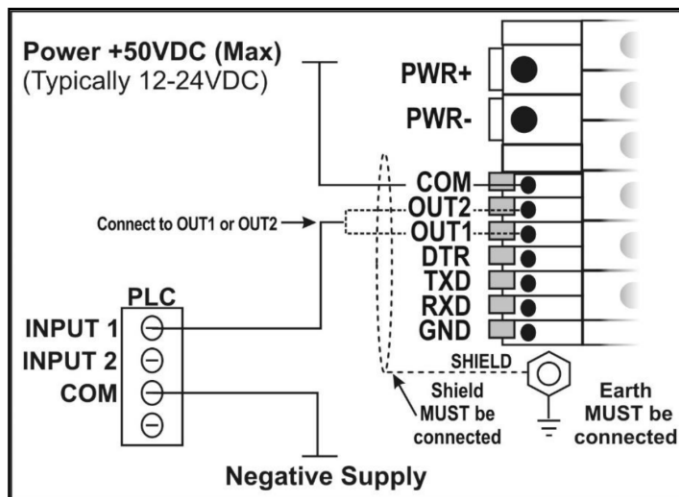 Power +50VDC (Max)
(Typically 12-24VDC)
PWR+
PWR-
COM
OUT2
OUT1
DTR
TXD
RXD
GND
Connect to OUT1 or OUT2
PLC
INPUT 1
INPUT 2
COM
SHIELD
Shield
MUST be
connected
Earth
MUST be
connected
Negative Supply